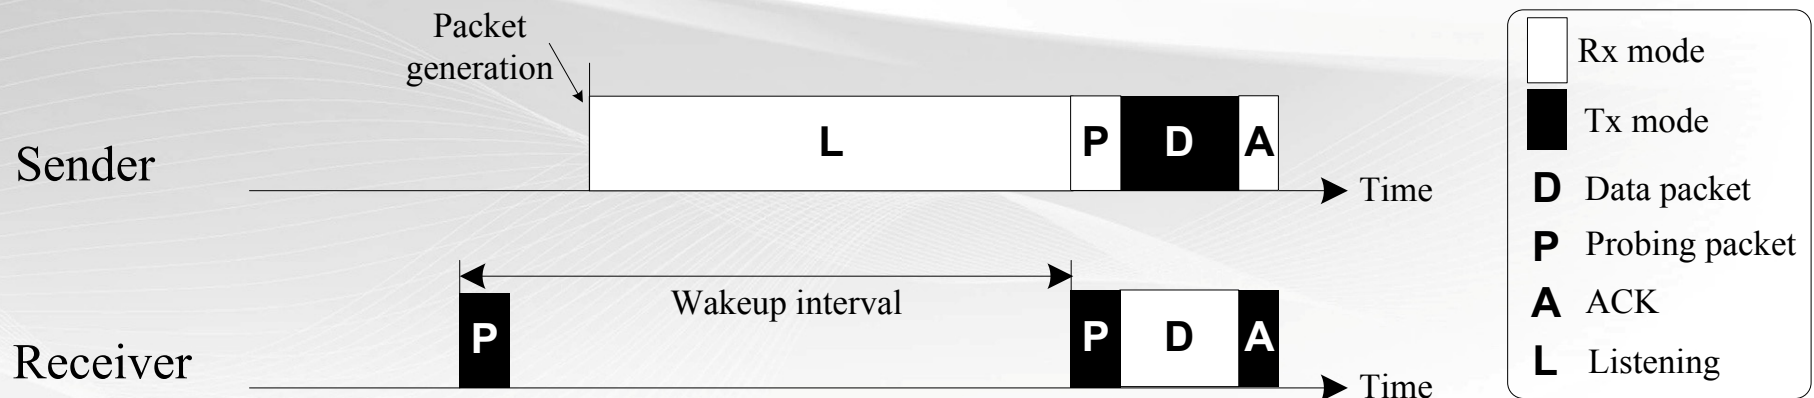 Packet
generation
Sender
L
P
D
A
Time
Wakeup interval
Receiver
P
P
D
A
Time
Rx mode
Tx mode
D Data packet
P Probing packet
A ACK
L Listening